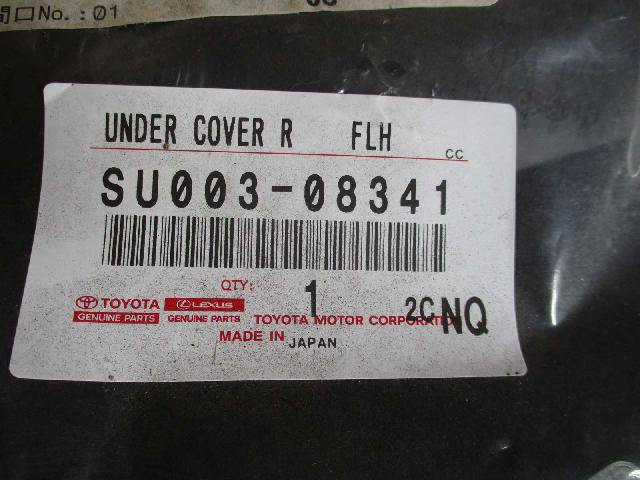 間口No.:01
UNDER COVER R FLH
CC
SU003-08341
QTY: 1
TOYOTA LEXUS
GENUINE PARTS GENUINE PARTS
TOYOTA MOTOR CORPORATION
2C NQ
MADE IN JAPAN